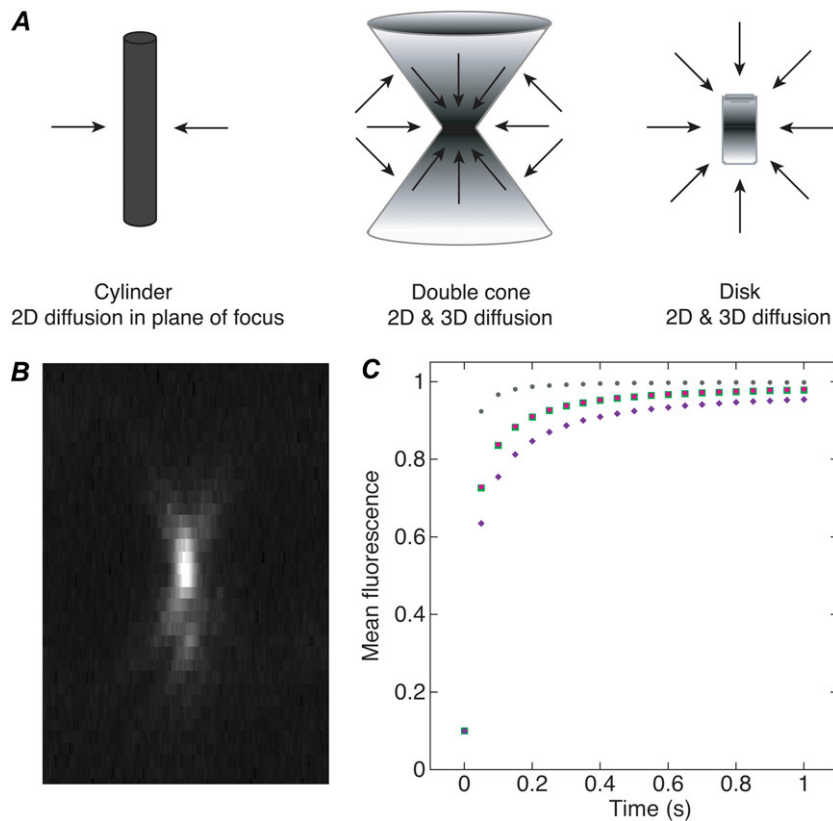 A
Cylinder
2D diffusion in plane of focus
Double cone
2D & 3D diffusion
Disk
2D & 3D diffusion
B
C
Mean fluorescence
1
0.8
0.6
0.4
0.2
0
0
0.2
0.4
0.6
0.8
1
Time (s)